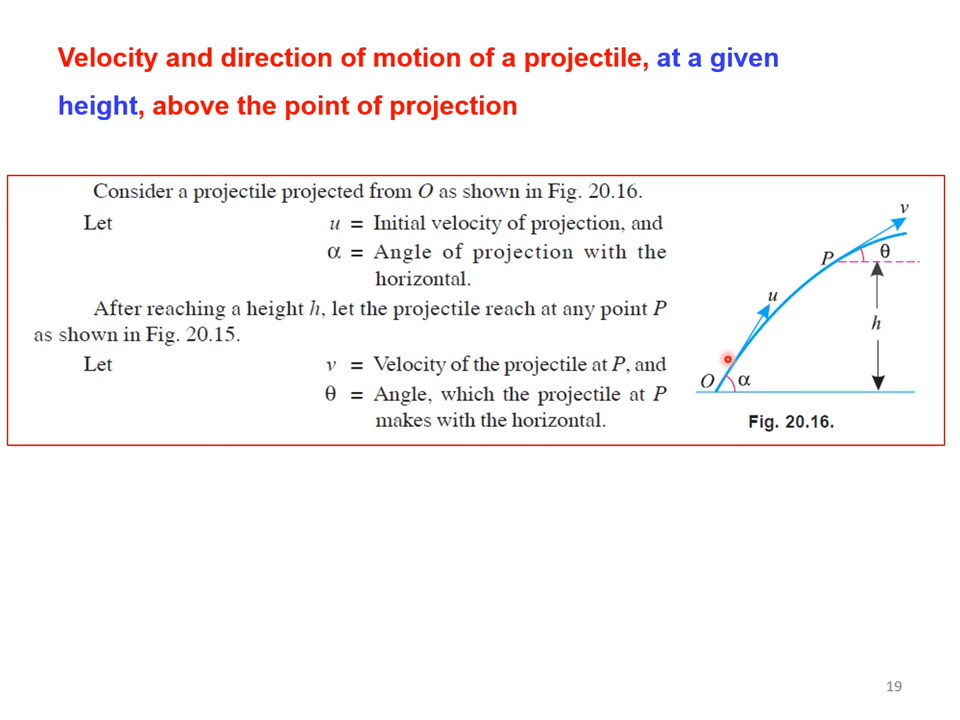 Velocity and direction of motion of a projectile, at a given
height, above the point of projection
Consider a projectile projected from O as shown in Fig. 20.16.
Let u = Initial velocity of projection, and
α = Angle of projection with the
horizontal.
After reaching a height h, let the projectile reach at any point P
as shown in Fig. 20.15.
Let v = Velocity of the projectile at P, and
θ = Angle, which the projectile at P
makes with the horizontal.
v
P
θ
u
h
O
α
Fig. 20.16.
19